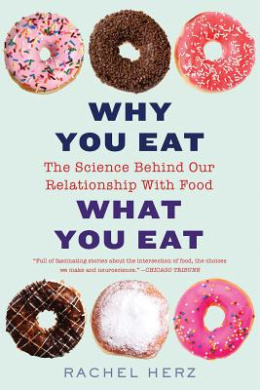 WHY
YOU EAT
The Science Behind Our
Relationship With Food
WHAT
YOU EAT
"Full of fascinating stories about the intersection of food, the choices
we make and neuroscience." —CHICAGO TRIBUNE
RACHEL HERZ